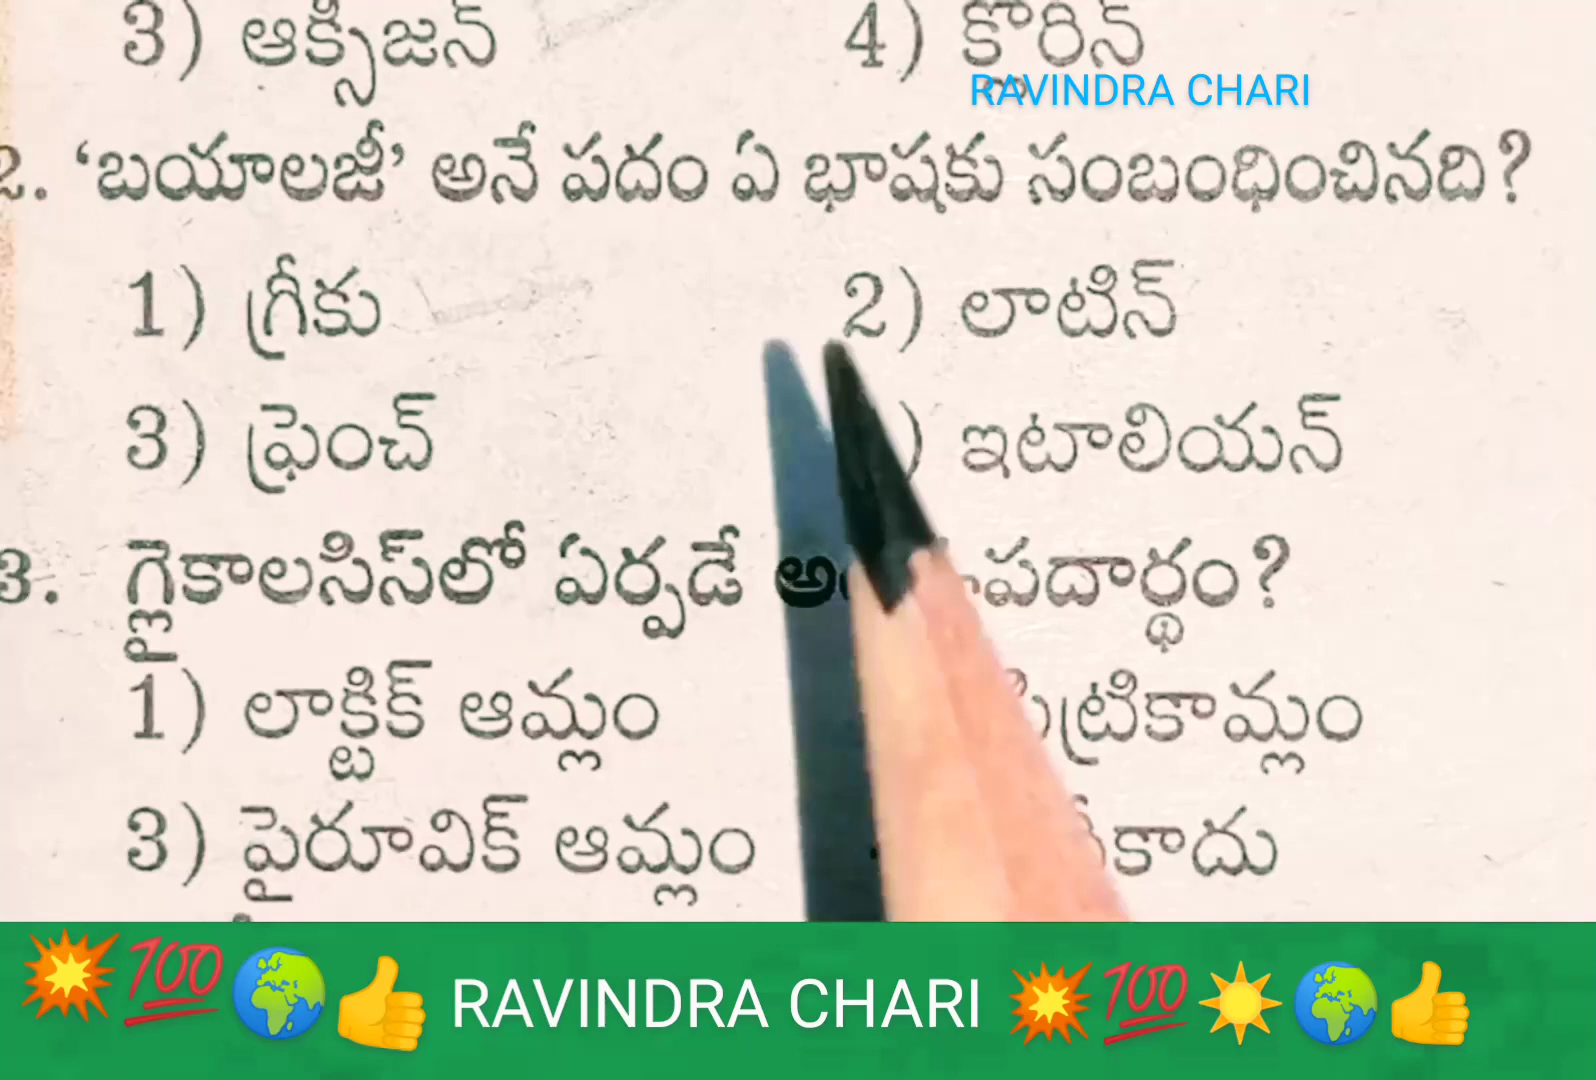 3) ఆక్సిజన్ 4) క్లోరిన్
RAVINDRA CHARI
2. ‘బయాలజీ’ అనే పదం ఏ భాషకు సంబంధించినది?
1) గ్రీకు 2) లాటిన్
3) ఫ్రెంచ్ ) ఇటాలియన్
3. గ్లైకాలసిస్‌లో ఏర్పడే
1) లాక్టిక్ ఆమ్లం
3) పైరూవిక్ ఆమ్లం
💥💯🌍👍 RAVINDRA CHARI 💥💯☀️🌍👍